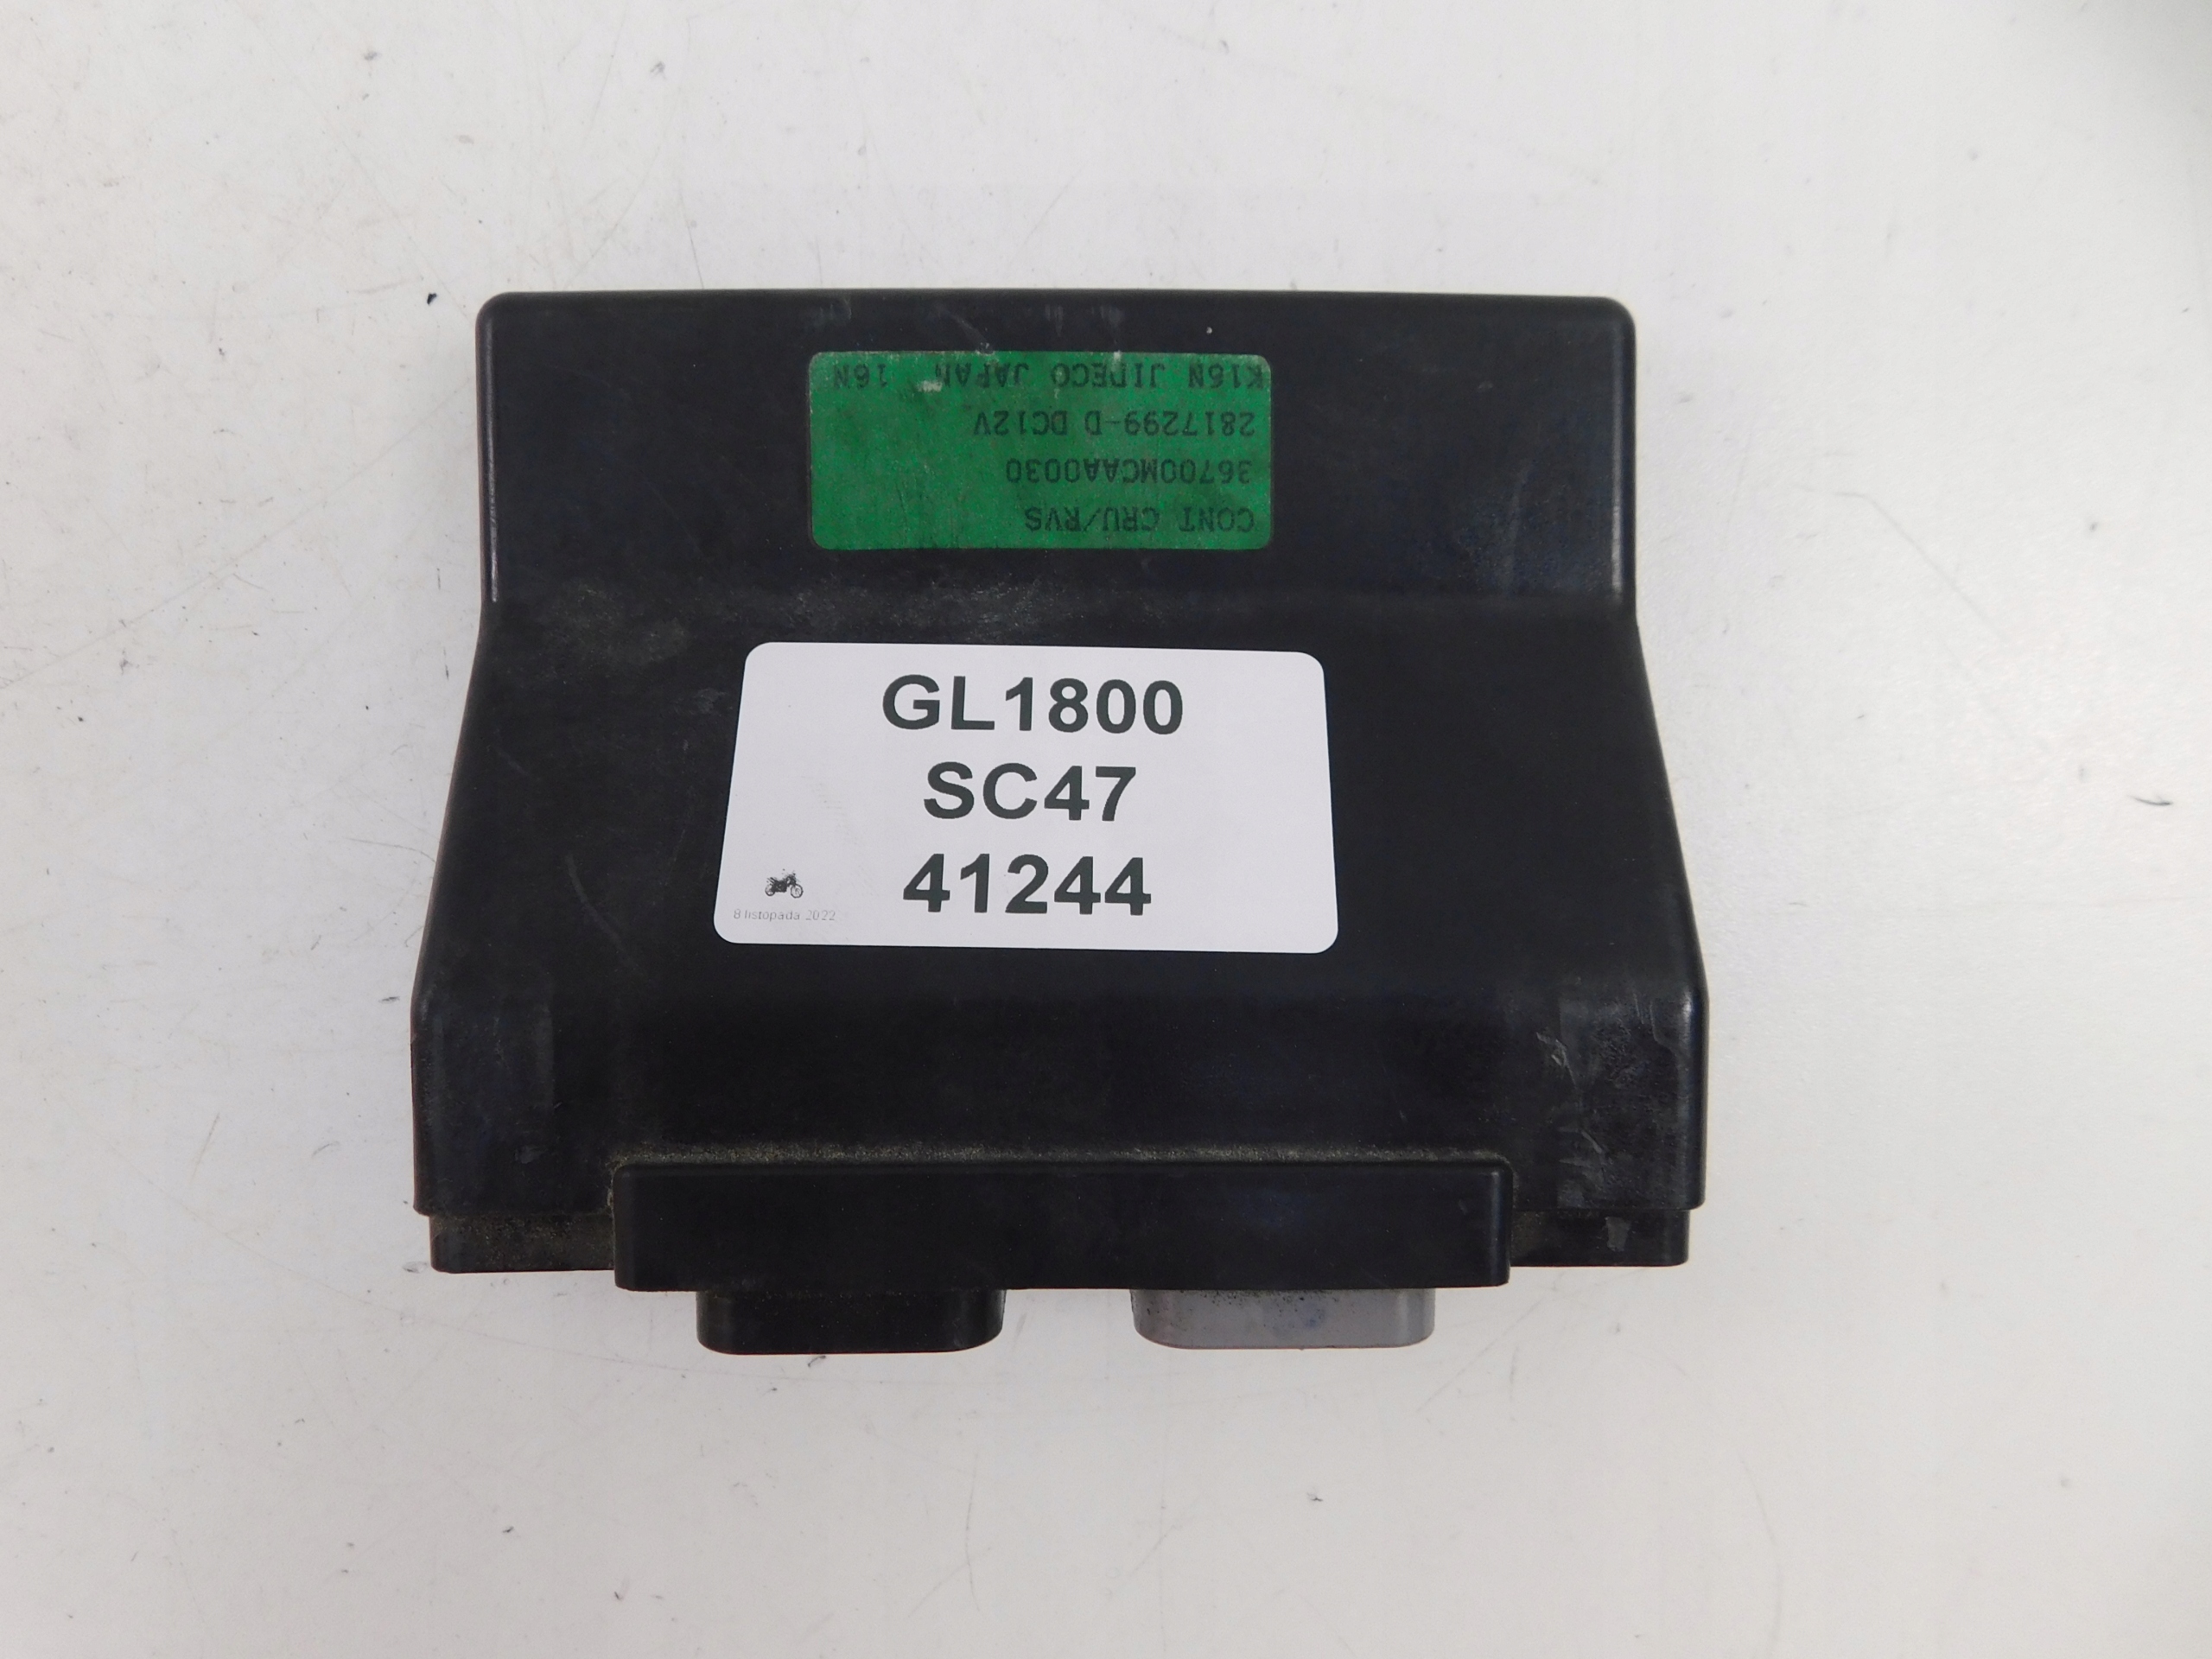 CONT CRU/RVS
36700MCAA0030
2817299-D DC12V
K16N JIDECO JAPAN 16N
GL1800
SC47
41244
8 listopada 2022